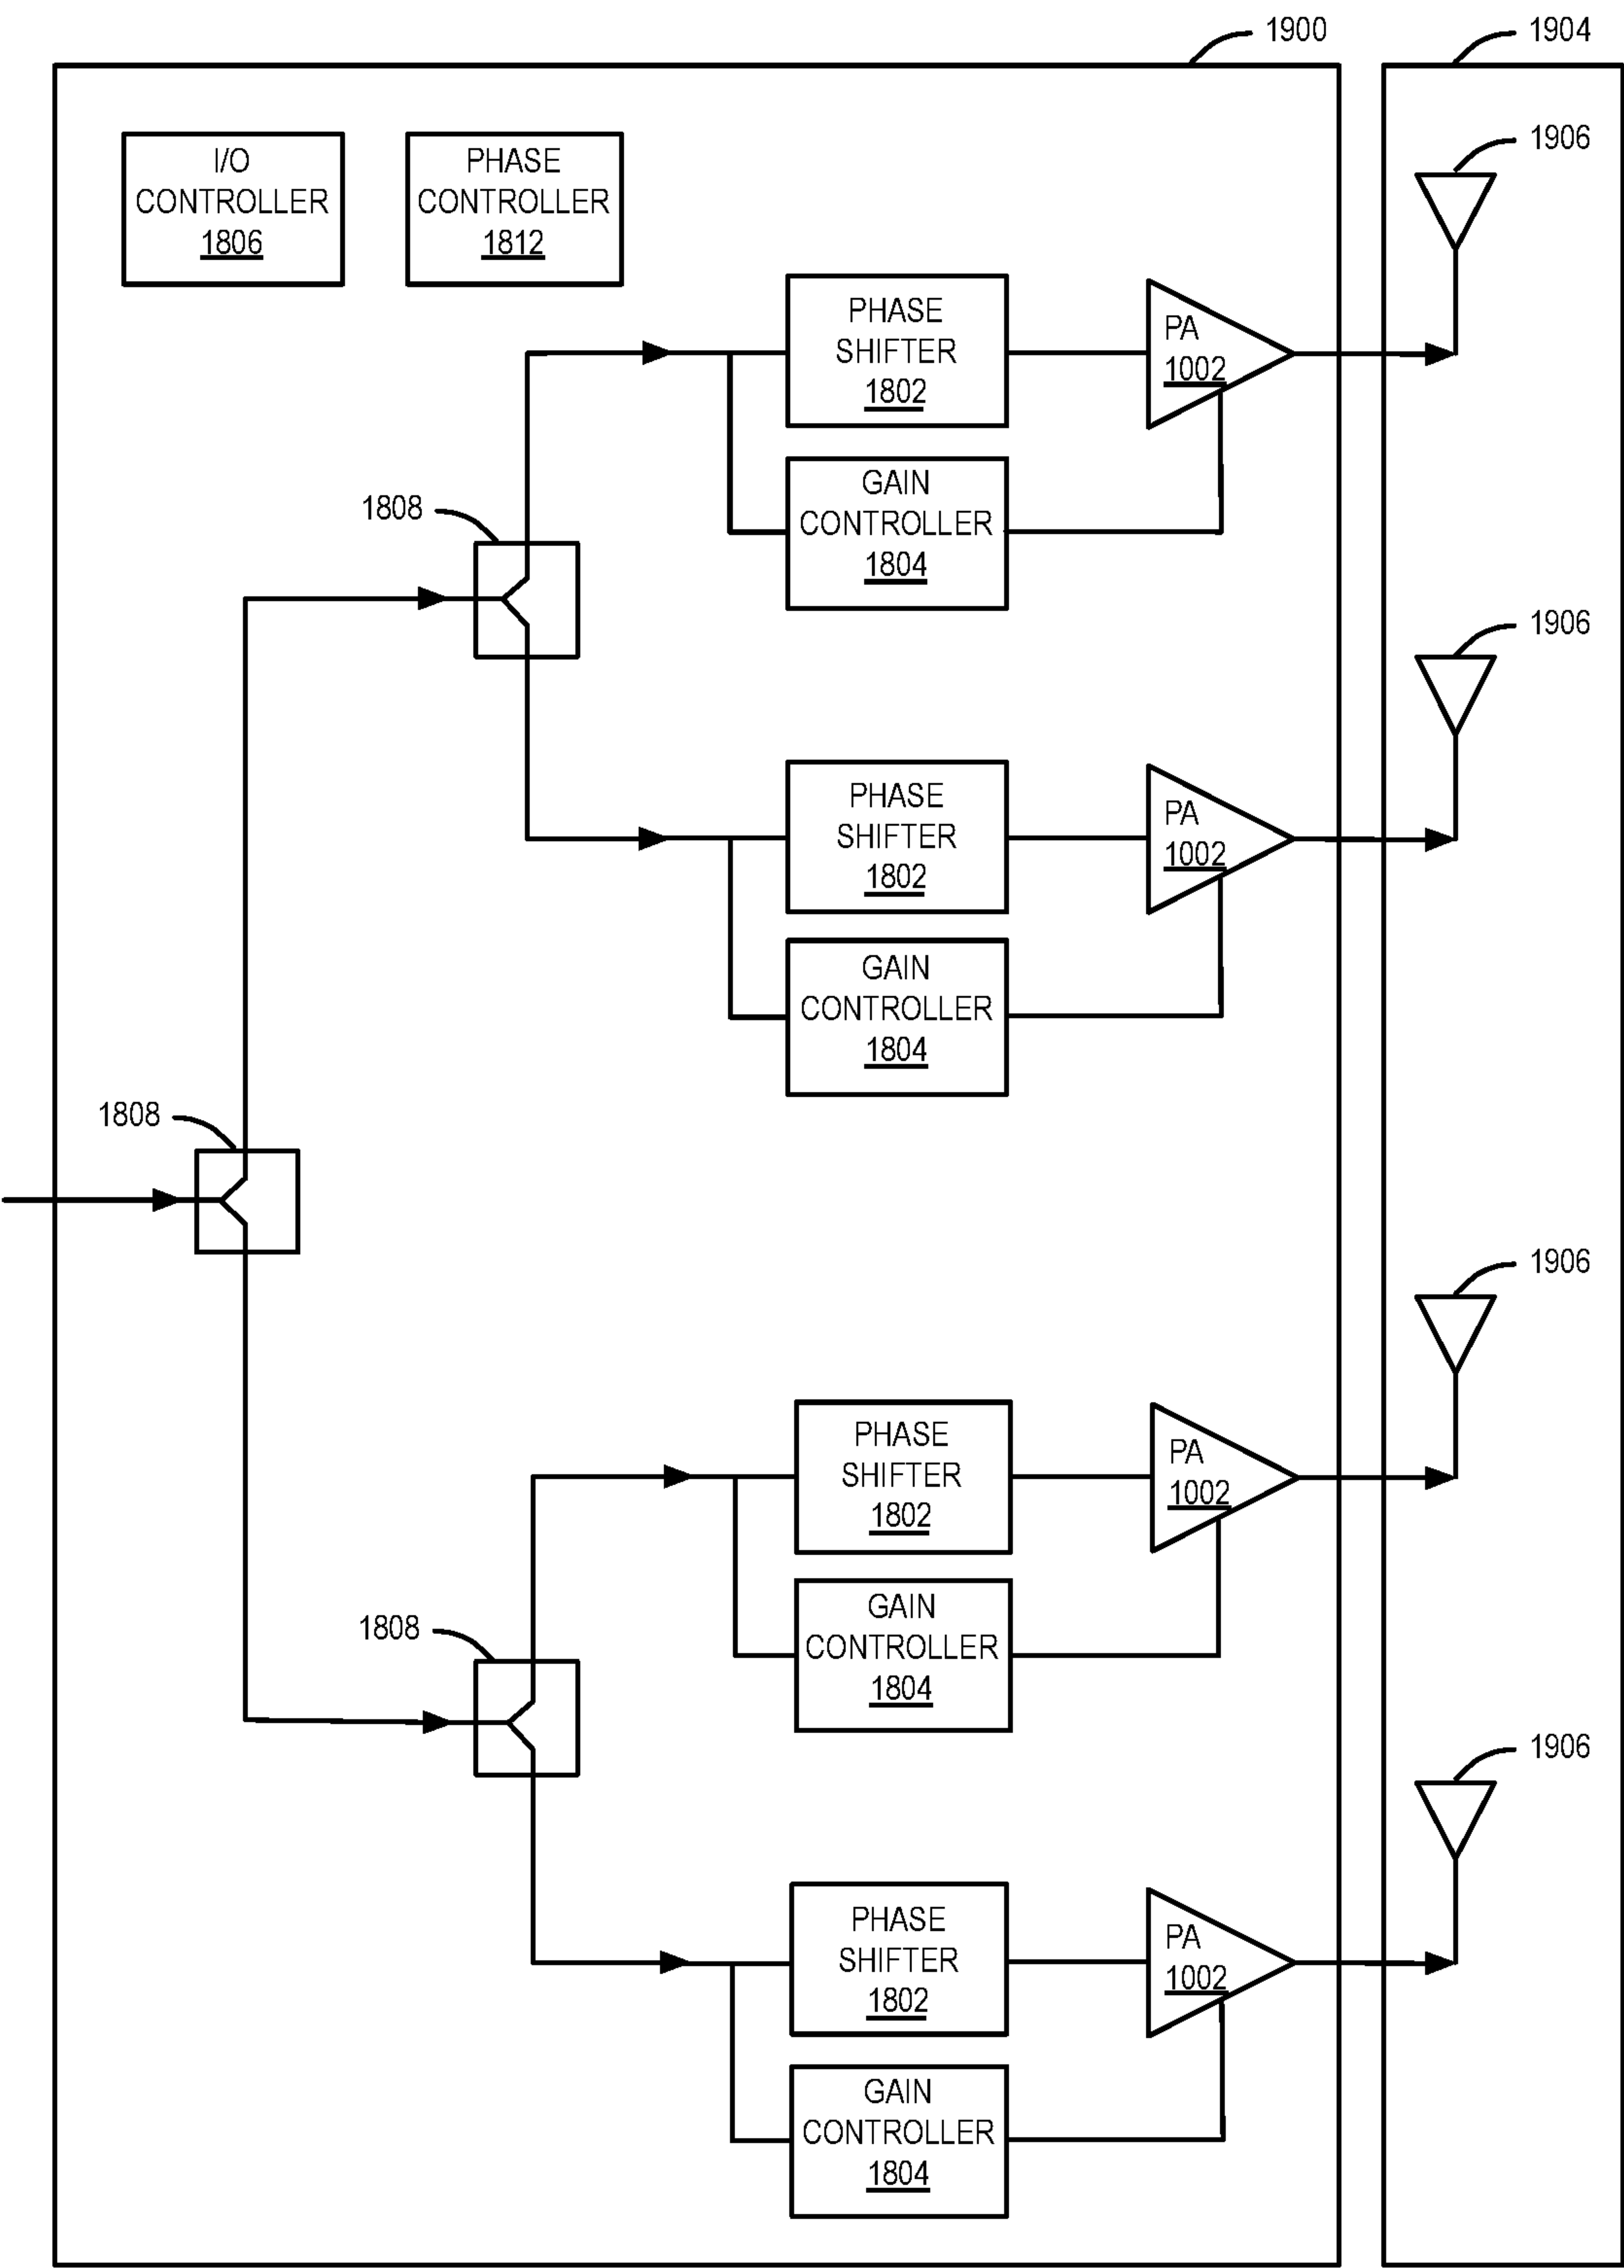 1900
1904
1906
I/O
CONTROLLER
1806
PHASE
CONTROLLER
1812
PHASE
SHIFTER
1802
PA
1002
GAIN
CONTROLLER
1804
1808
1906
PHASE
SHIFTER
1802
PA
1002
GAIN
CONTROLLER
1804
1808
1906
PHASE
SHIFTER
1802
PA
1002
GAIN
CONTROLLER
1804
1808
1906
PHASE
SHIFTER
1802
PA
1002
GAIN
CONTROLLER
1804